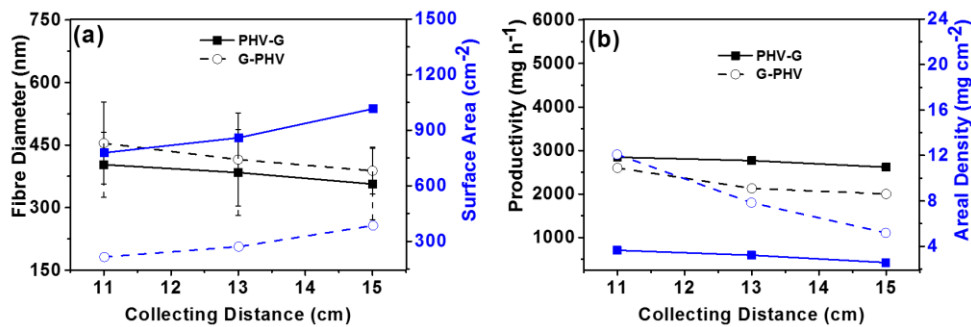 (a)
PHV-G
G-PHV
Fibre Diameter (nm)
750
600
450
300
150
Surface Area (cm-2)
1500
1200
900
600
300
11 12 13 14 15
Collecting Distance (cm)
(b)
PHV-G
G-PHV
Productivity (mg h-1)
6000
5000
4000
3000
2000
1000
Areal Density (mg cm-2)
24
20
16
12
8
4
11 12 13 14 15
Collecting Distance (cm)